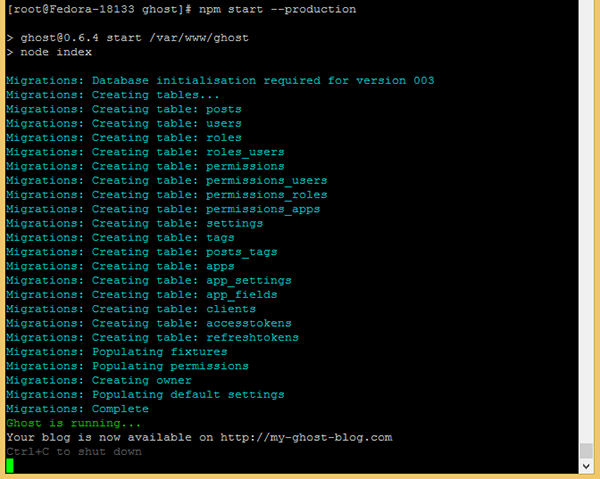 [root@Fedora-18133 ghost]# npm start --production
> ghost@0.6.4 start /var/www/ghost
> node index
Migrations: Database initialisation required for version 003
Migrations: Creating tables...
Migrations: Creating table: posts
Migrations: Creating table: users
Migrations: Creating table: roles
Migrations: Creating table: roles_users
Migrations: Creating table: permissions
Migrations: Creating table: permissions_users
Migrations: Creating table: permissions_roles
Migrations: Creating table: permissions_apps
Migrations: Creating table: settings
Migrations: Creating table: tags
Migrations: Creating table: posts_tags
Migrations: Creating table: apps
Migrations: Creating table: app_settings
Migrations: Creating table: app_fields
Migrations: Creating table: clients
Migrations: Creating table: accesstokens
Migrations: Creating table: refreshtokens
Migrations: Populating fixtures
Migrations: Populating permissions
Migrations: Creating owner
Migrations: Populating default settings
Migrations: Complete
Ghost is running...
Your blog is now available on http://my-ghost-blog.com
Ctrl+C to shut down